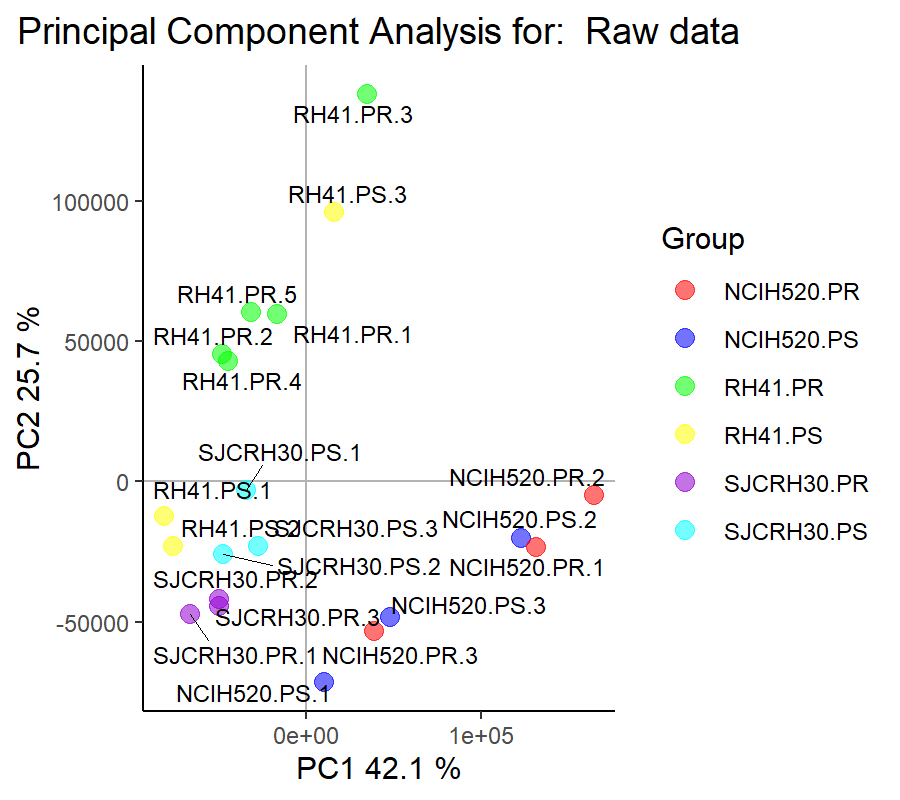 Principal Component Analysis for:  Raw data
RH41.PR.3
RH41.PS.3
100000
Group
NCIH520.PR
RH41.PR.5
RH41.PR.1
RH41.PR.2
50000
NCIH520.PS
RH41.PR.4
RH41.PR
PC2 25.7 %
RH41.PS
SJCRH30.PS.1
NCIH520.PR.2
0
RH41.PS.1
SJCRH30.PR
NCIH520.PS.2
RH41.PS.2
SJCRH30.PS.3
SJCRH30.PS
SJCRH30.PS.2
NCIH520.PR.1
SJCRH30.PR.2
NCIH520.PS.3
SJCRH30.PR.3
-50000
SJCRH30.PR.1
NCIH520.PR.3
NCIH520.PS.1
0e+00
1e+05
PC1 42.1 %